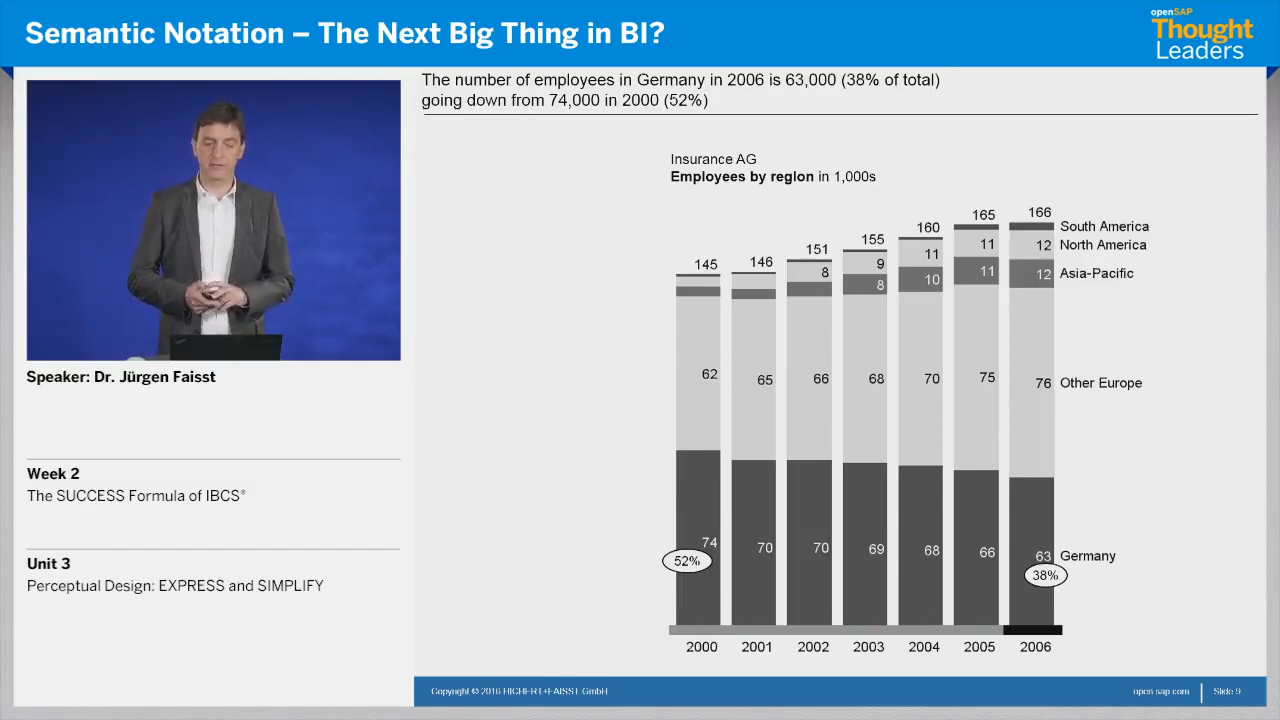 Semantic Notation – The Next Big Thing in BI?
openSAP
Thought
Leaders
The number of employees in Germany in 2006 is 63,000 (38% of total)
going down from 74,000 in 2000 (52%)
Insurance AG
Employees by region in 1,000s
145 146 151 155 160 165 166
South America
8 9 11 11 12 North America
8 10 11 12 Asia-Pacific
62 65 66 68 70 75 76 Other Europe
74 70 70 69 68 66 63 Germany
52% 38%
2000 2001 2002 2003 2004 2005 2006
Speaker: Dr. Jürgen Faisst
Week 2
The SUCCESS Formula of IBCS®
Unit 3
Perceptual Design: EXPRESS and SIMPLIFY
Copyright © 2016 HICHERT+FAISST GmbH
open.sap.com Slide 9